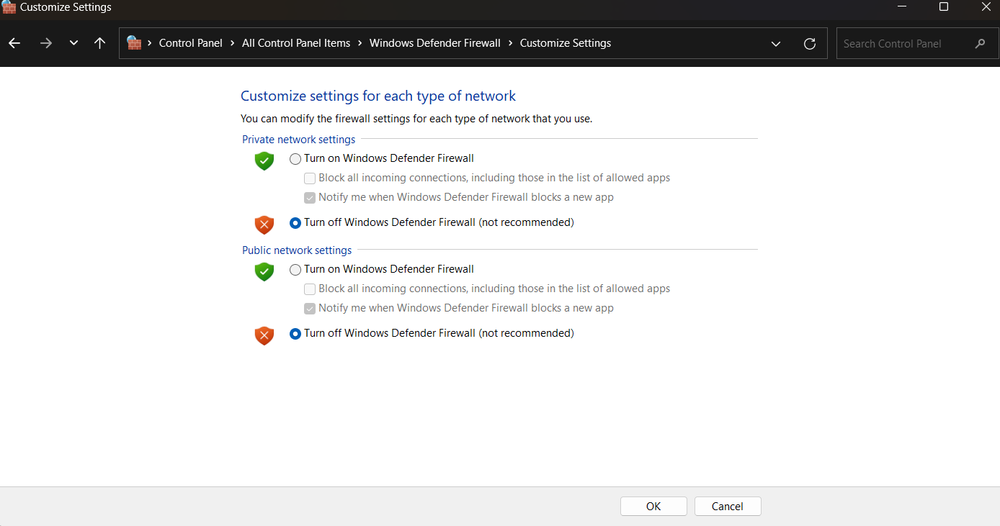 Customize Settings
Control Panel > All Control Panel Items > Windows Defender Firewall > Customize Settings
Search Control Panel
Customize settings for each type of network
You can modify the firewall settings for each type of network that you use.
Private network settings
Turn on Windows Defender Firewall
Block all incoming connections, including those in the list of allowed apps
Notify me when Windows Defender Firewall blocks a new app
Turn off Windows Defender Firewall (not recommended)
Public network settings
Turn on Windows Defender Firewall
Block all incoming connections, including those in the list of allowed apps
Notify me when Windows Defender Firewall blocks a new app
Turn off Windows Defender Firewall (not recommended)
OK Cancel